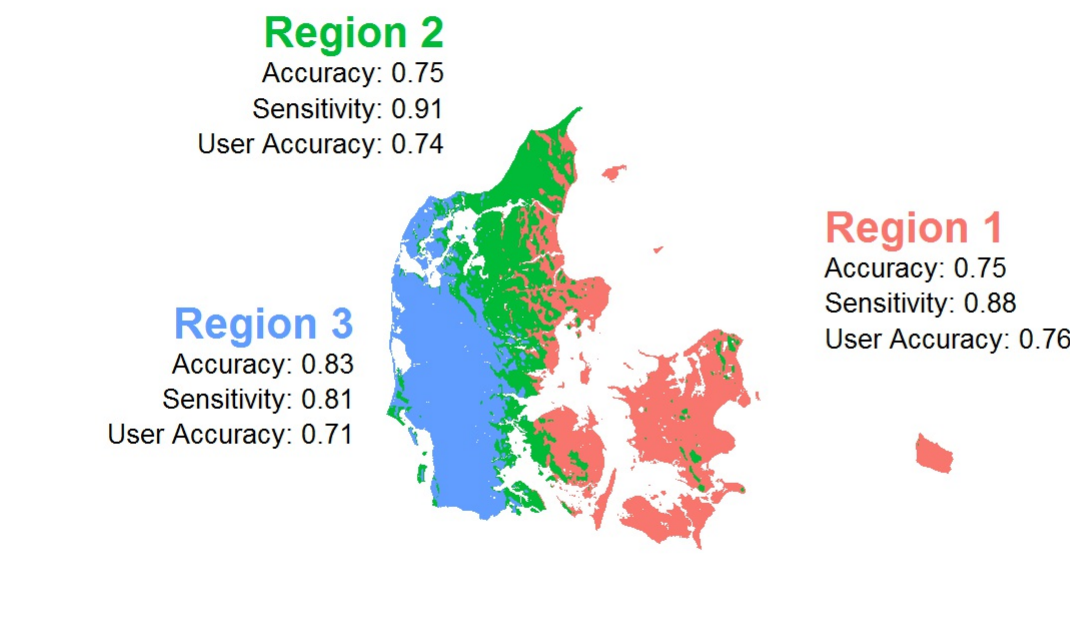 Region 2
Accuracy: 0.75
Sensitivity: 0.91
User Accuracy: 0.74
Region 1
Accuracy: 0.75
Sensitivity: 0.88
User Accuracy: 0.76
Region 3
Accuracy: 0.83
Sensitivity: 0.81
User Accuracy: 0.71